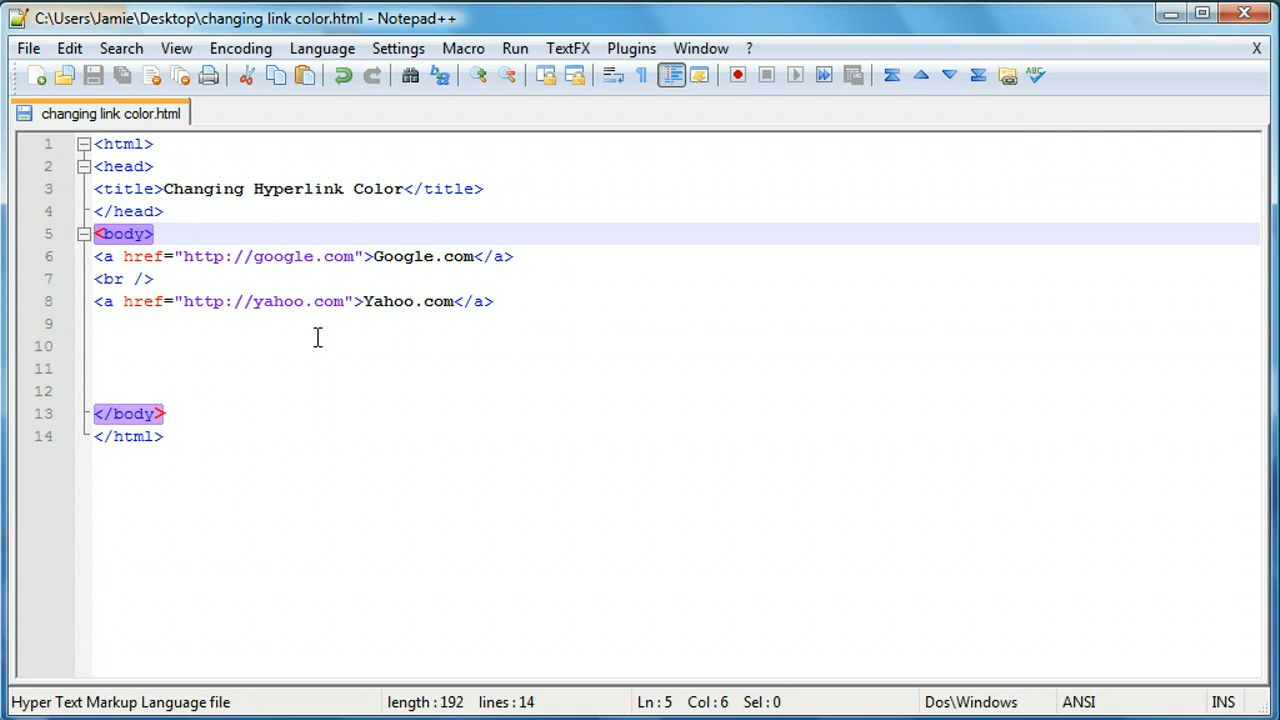 C:\Users\Jamie\Desktop\changing link color.html - Notepad++
File Edit Search View Encoding Language Settings Macro Run TextFX Plugins Window ? X
changing link color.html
1 <html>
2 <head>
3 <title>Changing Hyperlink Color</title>
4 </head>
5 <body>
6 <a href="http://google.com">Google.com</a>
7 <br />
8 <a href="http://yahoo.com">Yahoo.com</a>
9
10
11
12
13 </body>
14 </html>
Hyper Text Markup Language file length : 192 lines : 14 Ln : 5 Col : 6 Sel : 0 Dos\Windows ANSI INS